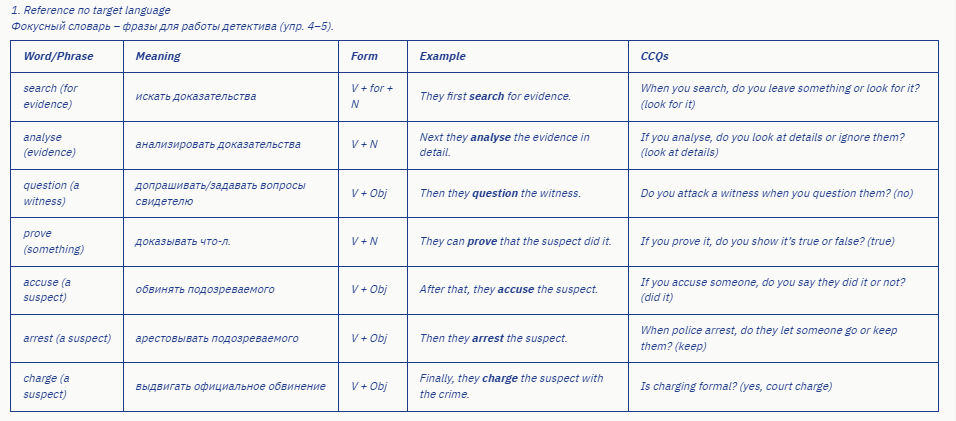 1. Reference по target language
Фокусный словарь – фразы для работы детектива (упр. 4–5).
Word/Phrase Meaning Form Example CCQs
search (for evidence) искать доказательства V + for + N They first search for evidence. When you search, do you leave something or look for it? (look for it)
analyse (evidence) анализировать доказательства V + N Next they analyse the evidence in detail. If you analyse, do you look at details or ignore them? (look at details)
question (a witness) допрашивать/задавать вопросы свидетелю V + Obj Then they question the witness. Do you attack a witness when you question them? (no)
prove (something) доказывать что-л. V + N They can prove that the suspect did it. If you prove it, do you show it's true or false? (true)
accuse (a suspect) обвинять подозреваемого V + Obj After that, they accuse the suspect. If you accuse someone, do you say they did it or not? (did it)
arrest (a suspect) арестовывать подозреваемого V + Obj Then they arrest the suspect. When police arrest, do they let someone go or keep them? (keep)
charge (a suspect) выдвигать официальное обвинение V + Obj Finally, they charge the suspect with the crime. Is charging formal? (yes, court charge)